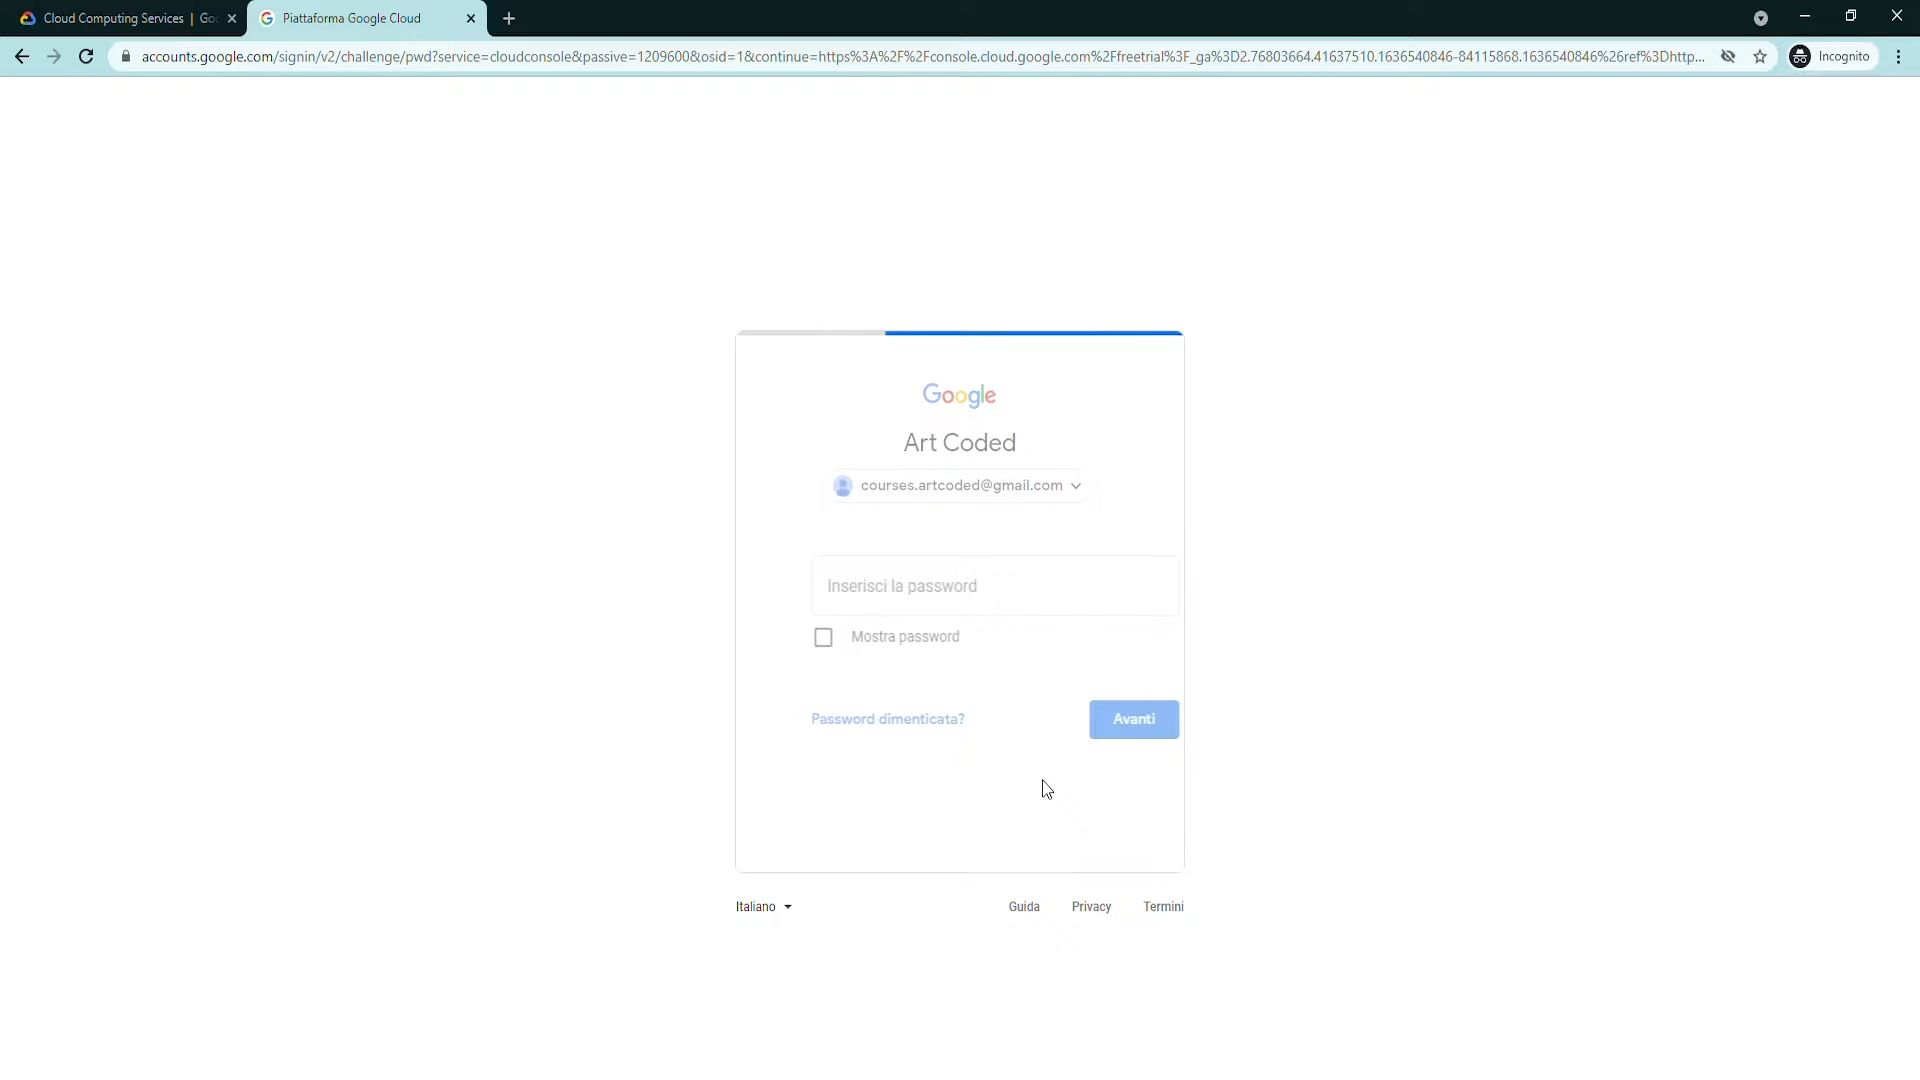 Cloud Computing Services | Goo
Piattaforma Google Cloud
accounts.google.com/signin/v2/challenge/pwd?service=cloudconsole&passive=1209600&osid=1&continue=https%3A%2F%2Fconsole.cloud.google.com%2Ffreetrial%3F_ga%3D2.76803664.41637510.1636540846-84115868.1636540846%26ref%3Dhttp...
Incognito
Google
Art Coded
courses.artcoded@gmail.com
Inserisci la password
Mostra password
Password dimenticata?
Avanti
Italiano
Guida
Privacy
Termini